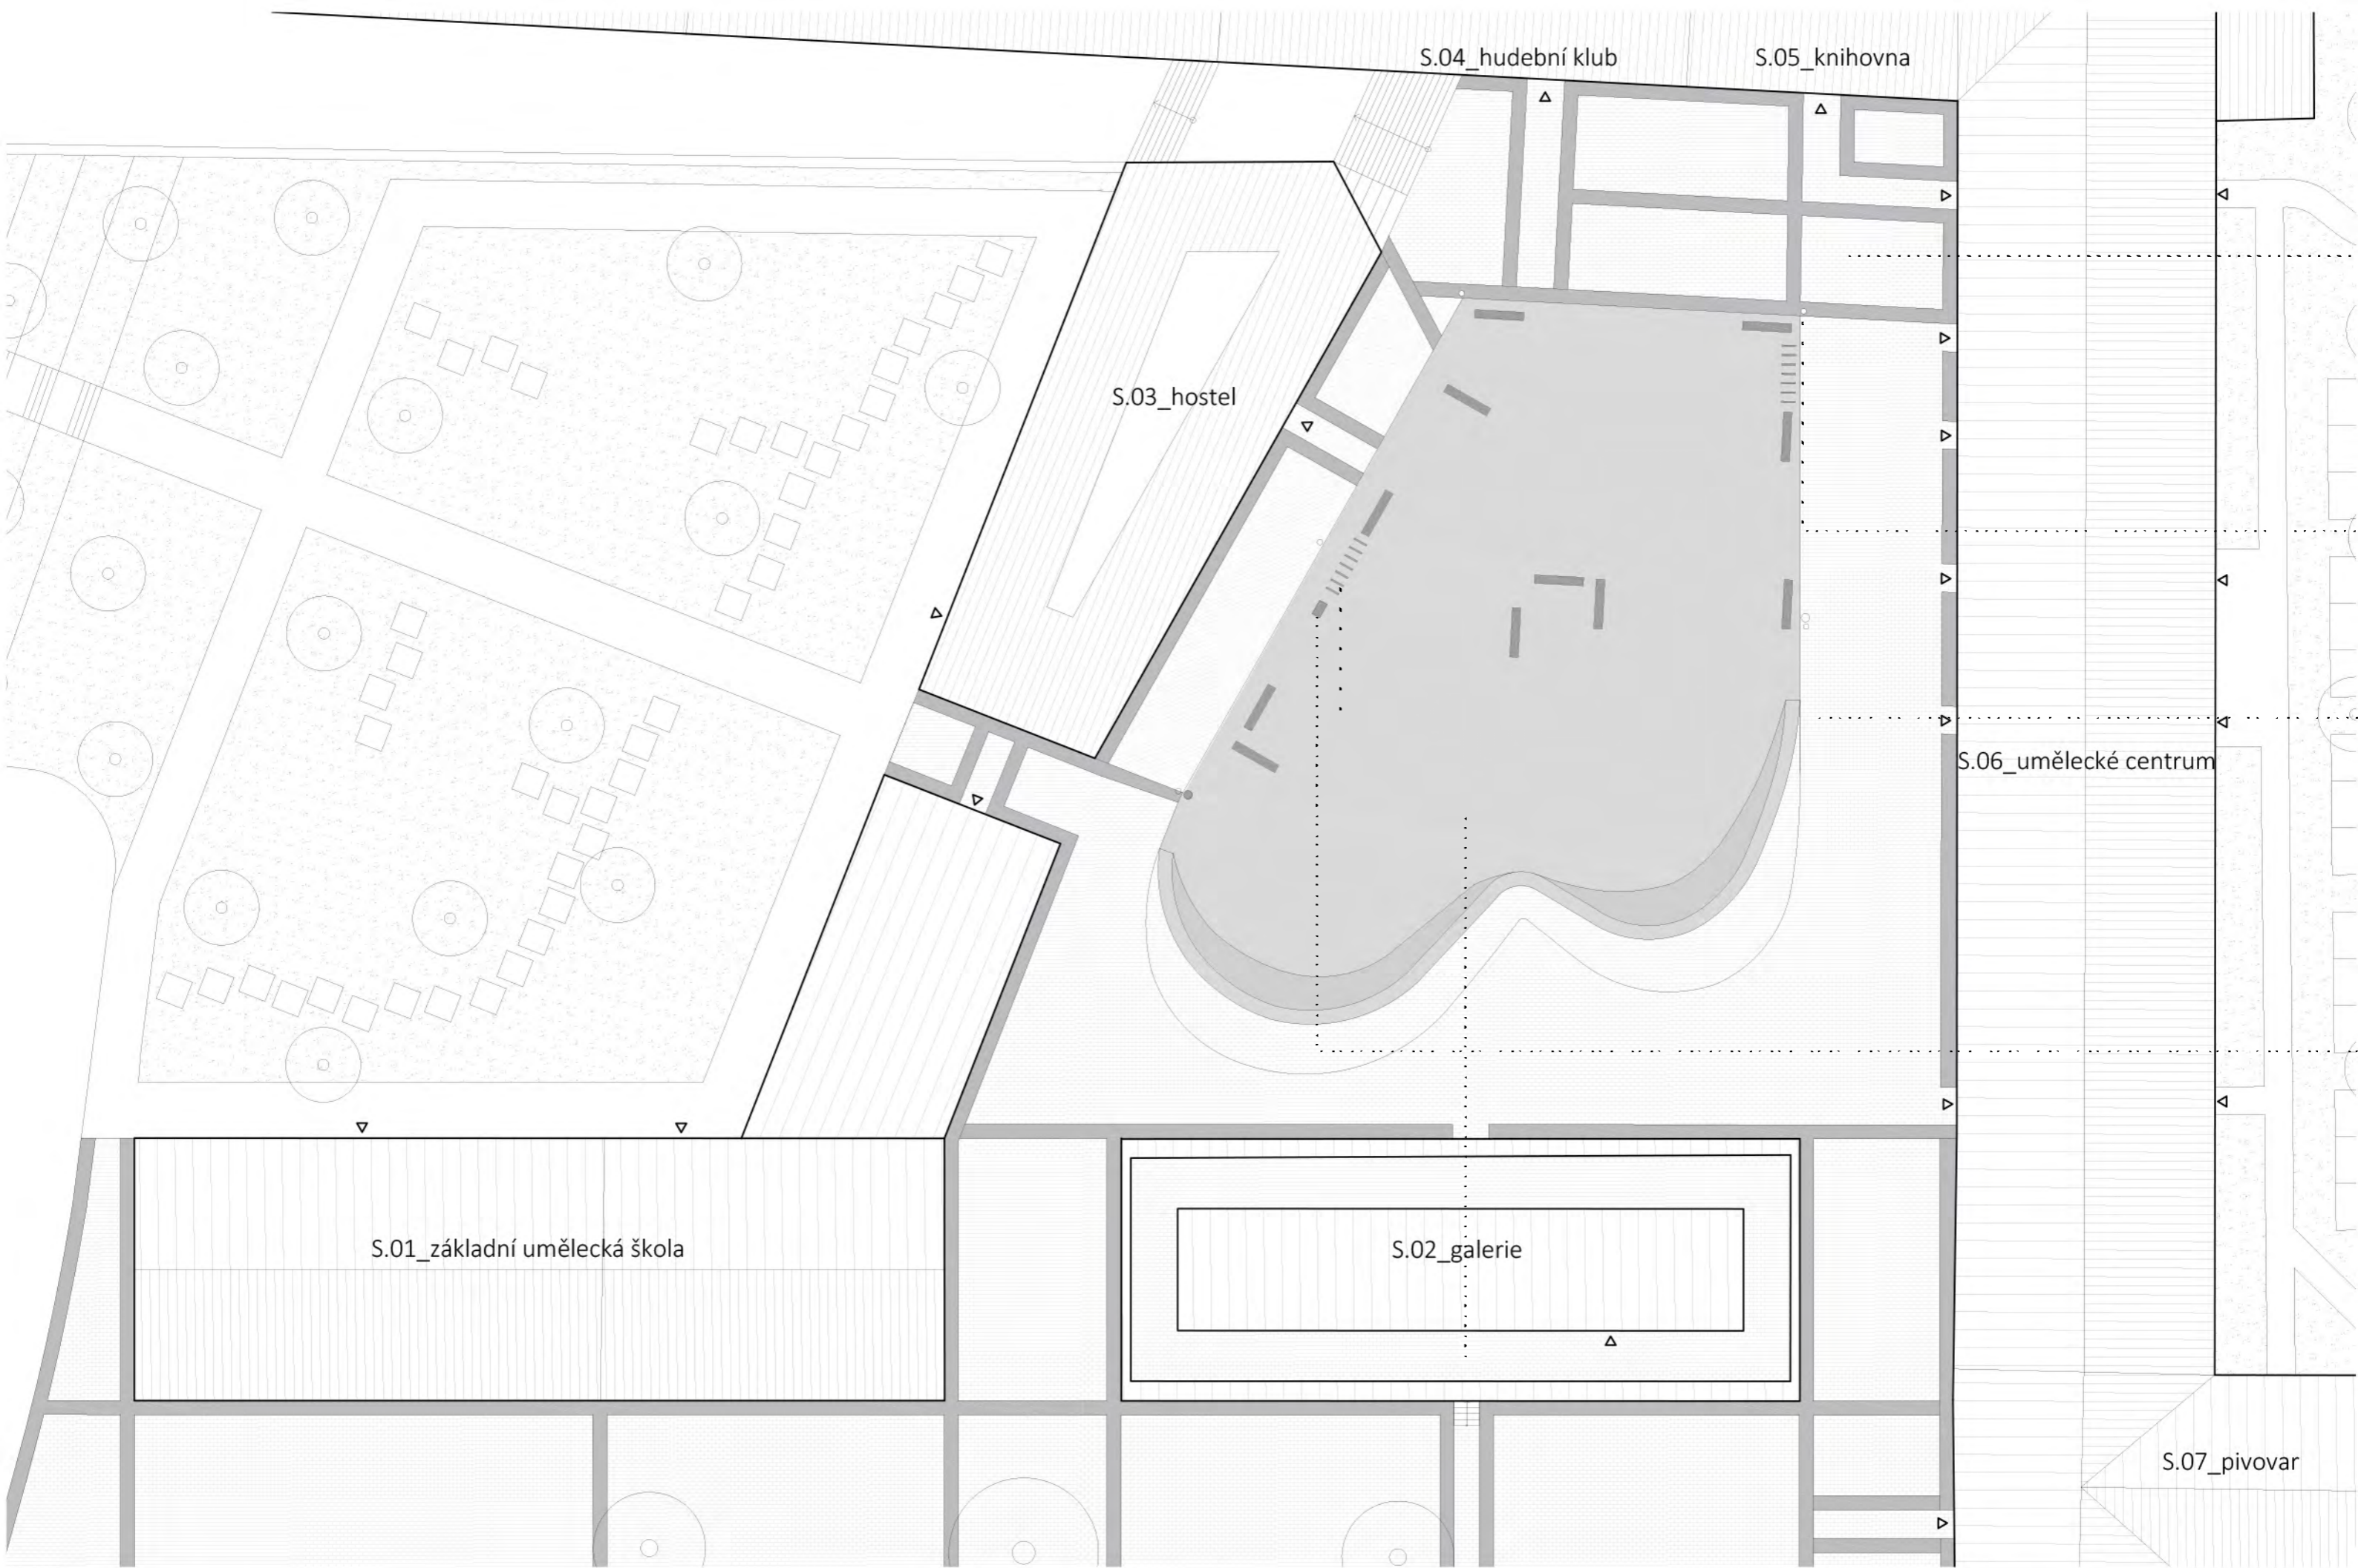 S.04_hudební klub
S.05_knihovna
S.03_hostel
S.06_umělecké centrum
S.01_základní umělecká škola
S.02_galerie
S.07_pivovar